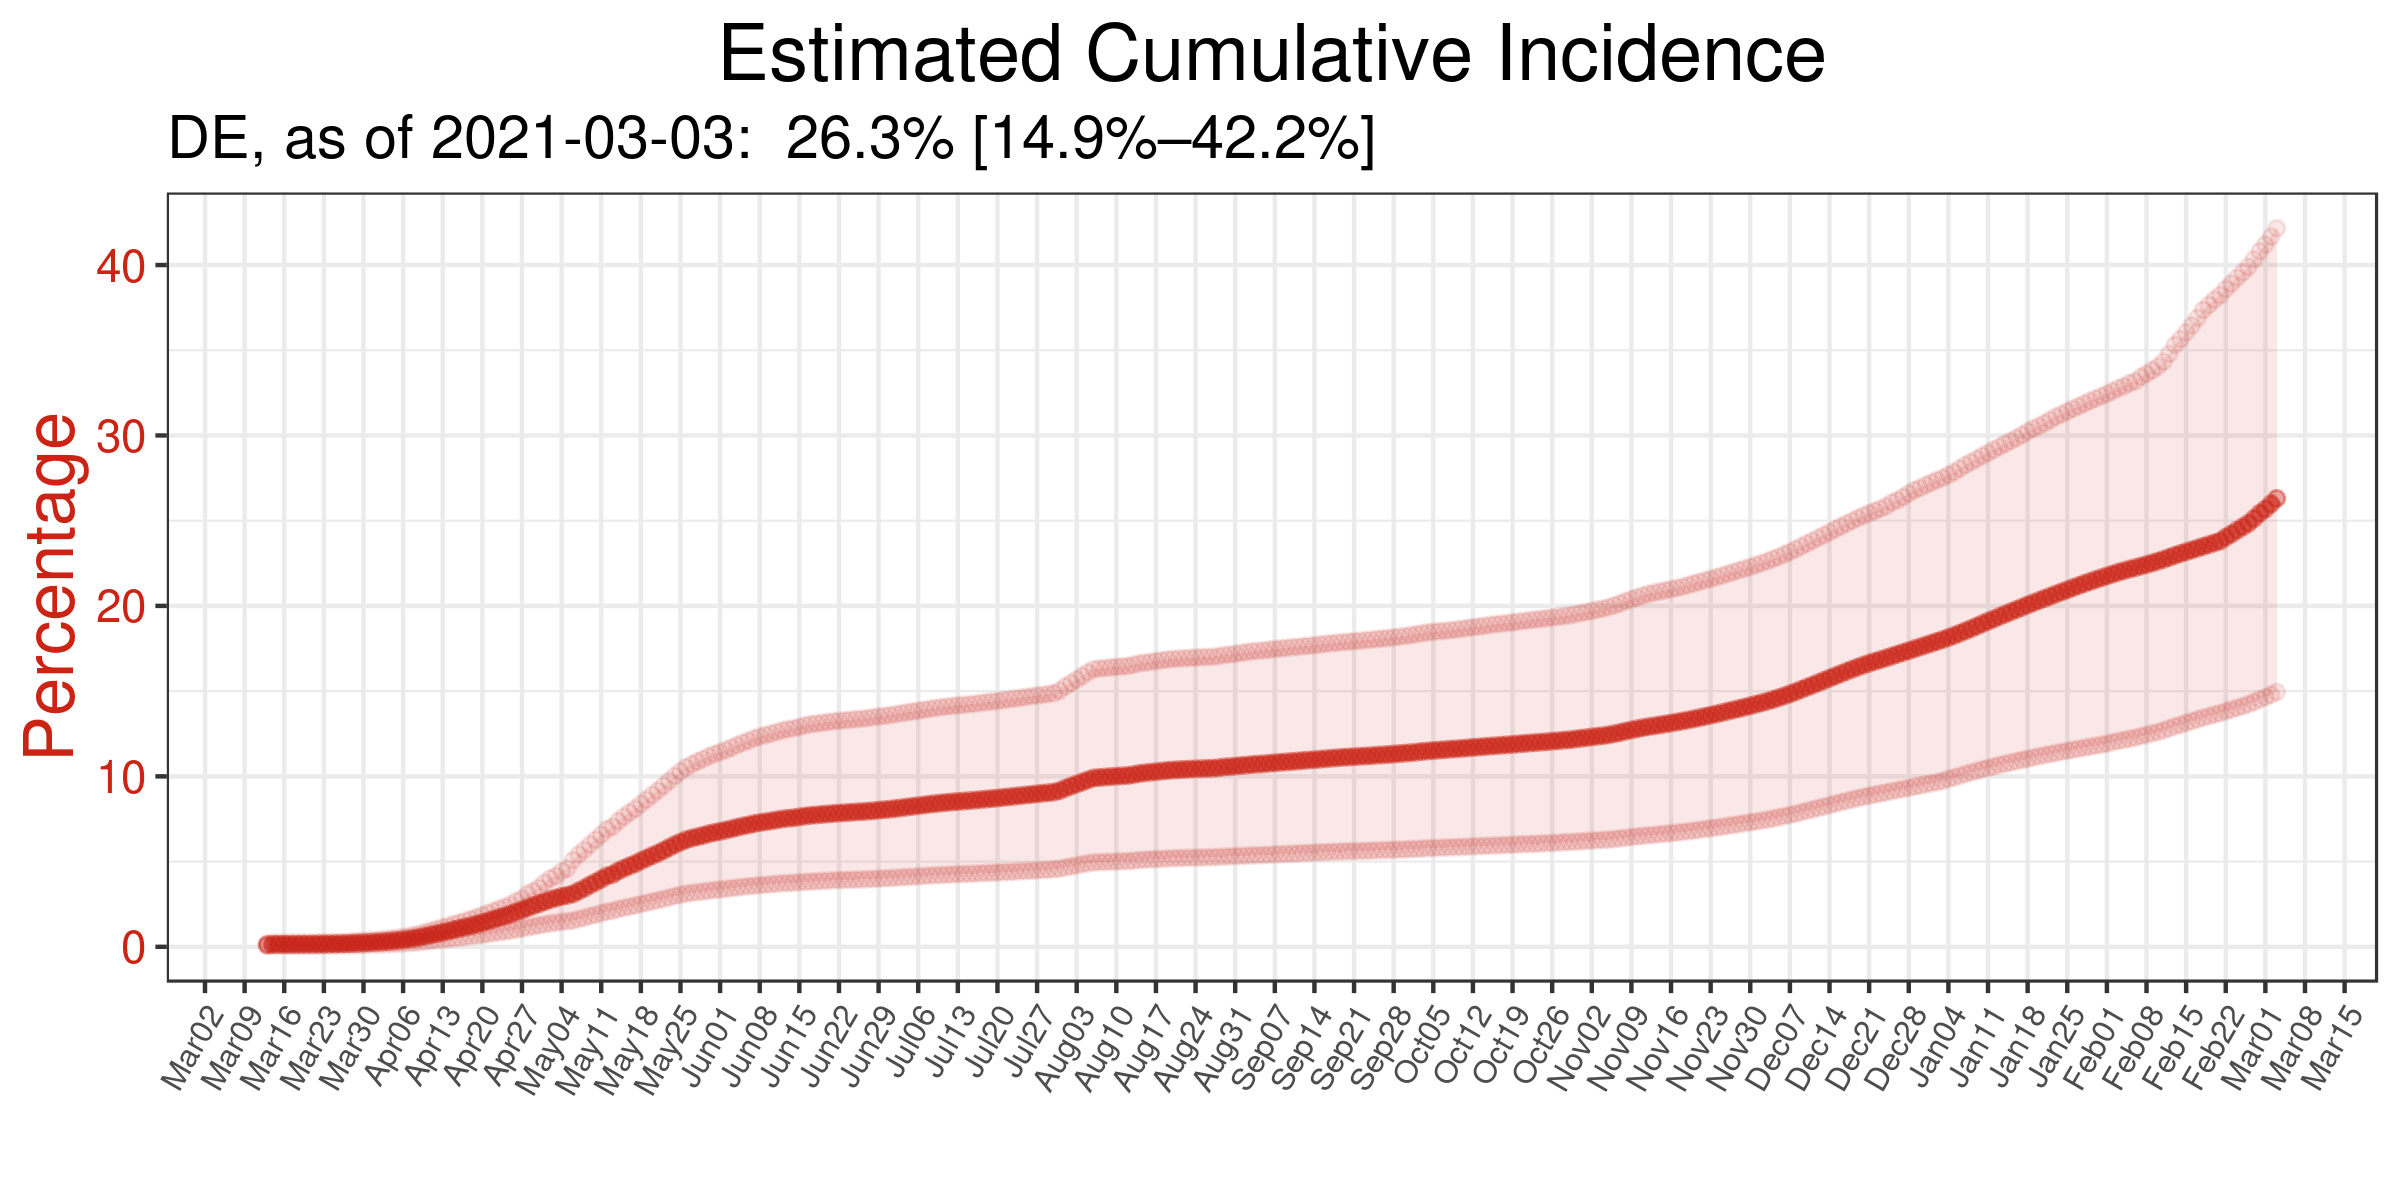 Estimated Cumulative Incidence
DE, as of 2021-03-03:  26.3% [14.9%–42.2%]
Percentage
40
30
20
10
0
Mar02
Mar09
Mar16
Mar23
Mar30
Apr06
Apr13
Apr20
Apr27
May04
May11
May18
May25
Jun01
Jun08
Jun15
Jun22
Jun29
Jul06
Jul13
Jul20
Jul27
Aug03
Aug10
Aug17
Aug24
Aug31
Sep07
Sep14
Sep21
Sep28
Oct05
Oct12
Oct19
Oct26
Nov02
Nov09
Nov16
Nov23
Nov30
Dec07
Dec14
Dec21
Dec28
Jan04
Jan11
Jan18
Jan25
Feb01
Feb08
Feb15
Feb22
Mar01
Mar08
Mar15